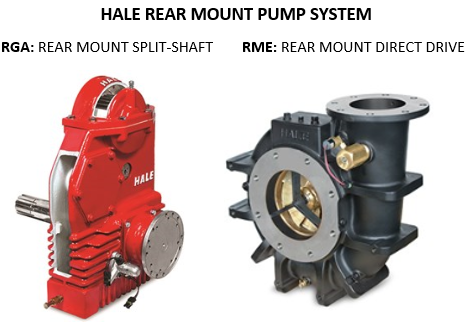 HALE REAR MOUNT PUMP SYSTEM
RGA: REAR MOUNT SPLIT-SHAFT RME: REAR MOUNT DIRECT DRIVE
HALE
HALE